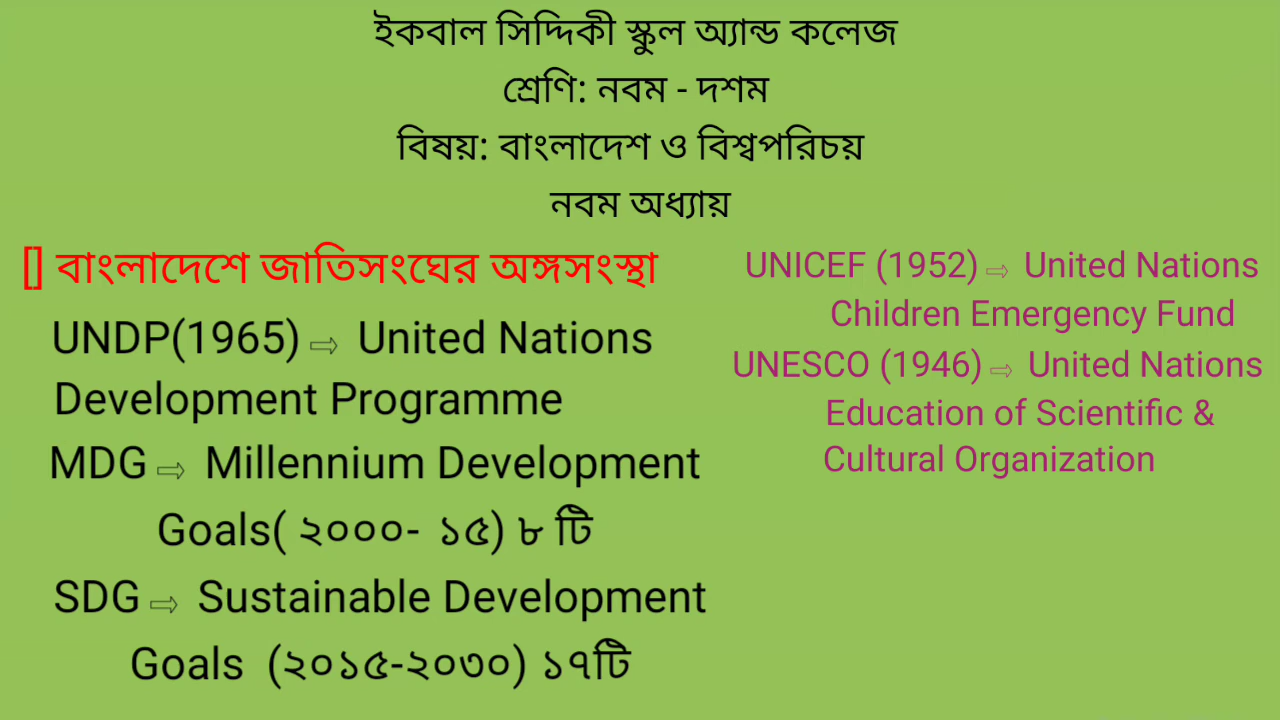 ইকবাল সিদ্দিকী স্কুল অ্যান্ড কলেজ
শ্রেণি: নবম - দশম
বিষয়: বাংলাদেশ ও বিশ্বপরিচয়
নবম অধ্যায়
[] বাংলাদেশে জাতিসংঘের অঙ্গসংস্থা
UNDP(1965) ⇨ United Nations
Development Programme
MDG ⇨ Millennium Development
Goals( ২০০০- ১৫) ৮ টি
SDG ⇨ Sustainable Development
Goals (২০১৫-২০৩০) ১৭টি
UNICEF (1952) ⇨ United Nations
Children Emergency Fund
UNESCO (1946) ⇨ United Nations
Education of Scientific &
Cultural Organization